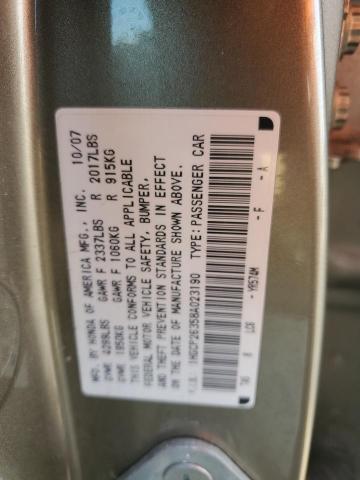 MFD. BY HONDA OF AMERICA MFG., INC. 10/07
GVWR 4299LBS GAWR F 2337LBS R 2017LBS
GVWR 1950KG GAWR F 1060KG R 915KG
THIS VEHICLE CONFORMS TO ALL APPLICABLE
FEDERAL MOTOR VEHICLE SAFETY, BUMPER,
AND THEFT PREVENTION STANDARDS IN EFFECT
ON THE DATE OF MANUFACTURE SHOWN ABOVE.
V.I.N. 1HGCP26358A023190 TYPE:PASSENGER CAR
F - A